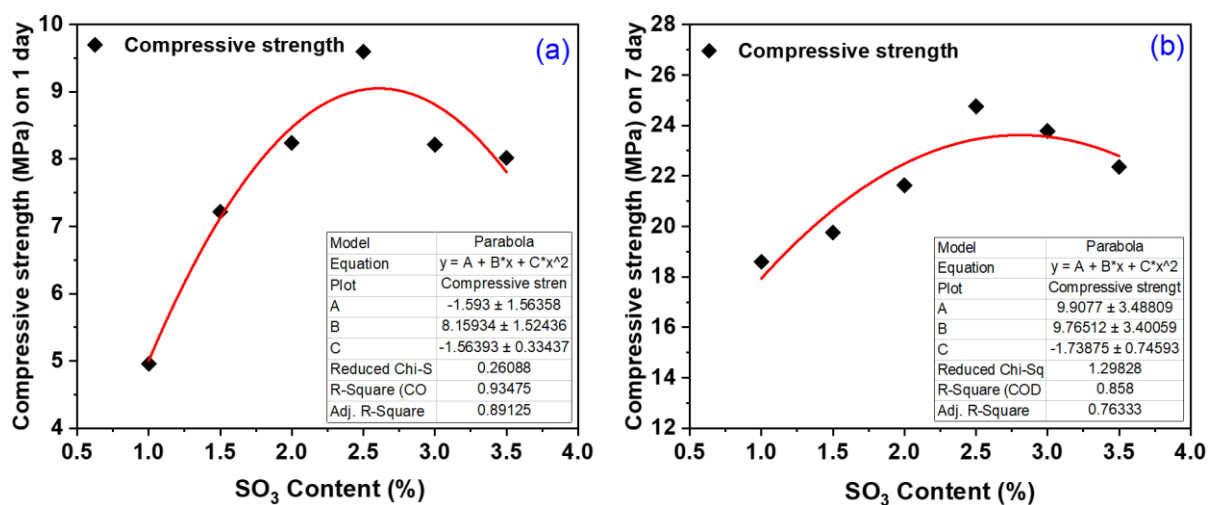 Compressive strength (MPa) on 1 day
10
9
8
7
6
5
4
Compressive strength
(a)
Model Parabola
Equation y = A + B*x + C*x^2
Plot Compressive stren
A -1.593 ± 1.56358
B 8.15934 ± 1.52436
C -1.56393 ± 0.33437
Reduced Chi-S 0.26088
R-Square (CO 0.93475
Adj. R-Square 0.89125
0.5 1.0 1.5 2.0 2.5 3.0 3.5 4.0
SO₃ Content (%)
Compressive strength (MPa) on 7 day
28
26
24
22
20
18
16
14
12
Compressive strength
(b)
Model Parabola
Equation y = A + B*x + C*x^2
Plot Compressive strengt
A 9.9077 ± 3.48809
B 9.76512 ± 3.40059
C -1.73875 ± 0.74593
Reduced Chi-Sq 1.29828
R-Square (COD 0.858
Adj. R-Square 0.76333
0.5 1.0 1.5 2.0 2.5 3.0 3.5 4.0
SO₃ Content (%)